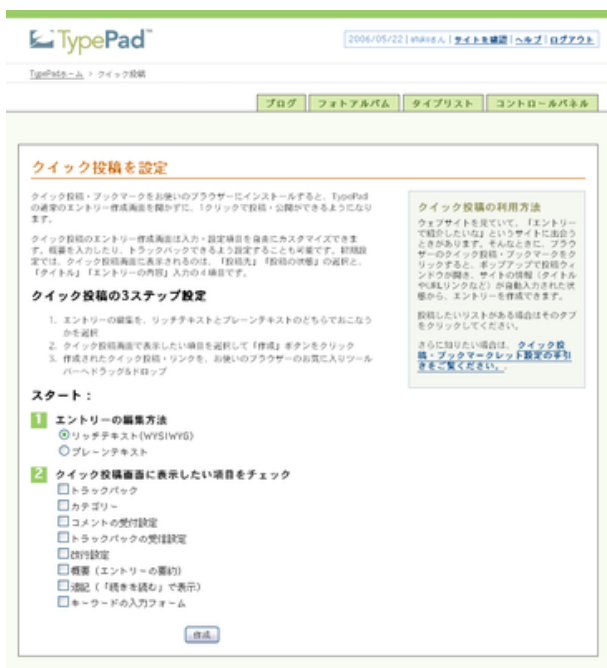 TypePad™
2006/05/22 | さん | サイトを確認 | ヘルプ | ログアウト
TypePadホーム > クイック投稿
ブログ フォトアルバム タイプリスト コントロールパネル
クイック投稿を設定
クイック投稿・ブックマークをお使いのブラウザーにインストールすると、TypePad
の通常のエントリー作成画面を開かずに、1クリックで投稿・公開ができるようになり
ます。
クイック投稿のエントリー作成画面は入力・設定項目を自由にカスタマイズできま
す。概要を入力したり、トラックバックできるよう設定することも可能です。初期設
定では、クイック投稿画面に表示されるのは、「投稿先」「投稿の状態」の選択と、
「タイトル」「エントリーの内容」入力の4項目です。
クイック投稿の3ステップ設定
1. エントリーの編集を、リッチテキストとプレーンテキストのどちらでおこなう
かを選択
2. クイック投稿画面で表示したい項目を選択して「作成」ボタンをクリック
3. 作成されたクイック投稿・リンクを、お使いのブラウザーのお気に入りツール
バーへドラッグ&ドロップ
スタート：
1 エントリーの編集方法
リッチテキスト(WYSIWYG)
プレーンテキスト
2 クイック投稿画面に表示したい項目をチェック
トラックバック
カテゴリー
コメントの受付設定
トラックバックの受信設定
改行設定
概要（エントリーの要約）
追記（「続きを読む」で表示）
キーワードの入力フォーム
作成
クイック投稿の利用方法
ウェブサイトを見ていて、「エントリー
で紹介したいな」というサイトに出会う
ときがあります。そんなときに、ブラウ
ザーのクイック投稿・ブックマークをク
リックすると、ポップアップで投稿ウィ
ンドウが開き、サイトの情報（タイトル
やURLリンクなど）が自動入力された状
態から、エントリーを作成できます。
投稿したいリストがある場合はそのタブ
をクリックしてください。
さらに知りたい場合は、クイック投
稿・ブックマークレット設定の手引
きをご覧ください。.